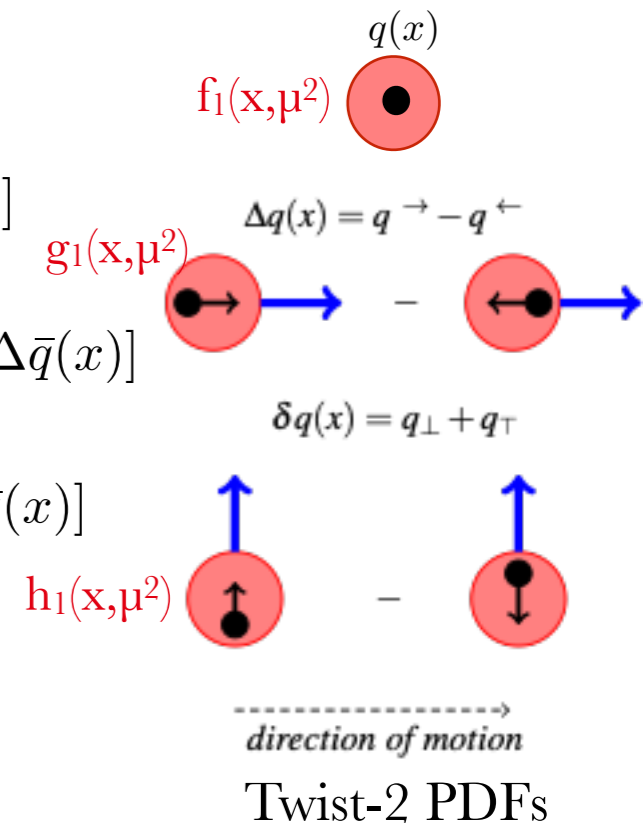 q(x)
f₁(x,μ²)
]
Δq(x) = q → − q ←
g₁(x,μ²)
−
Δq̄(x)]
δq(x) = q⊥ + q⊤
(x)]
h₁(x,μ²)
−
direction of motion
Twist-2 PDFs